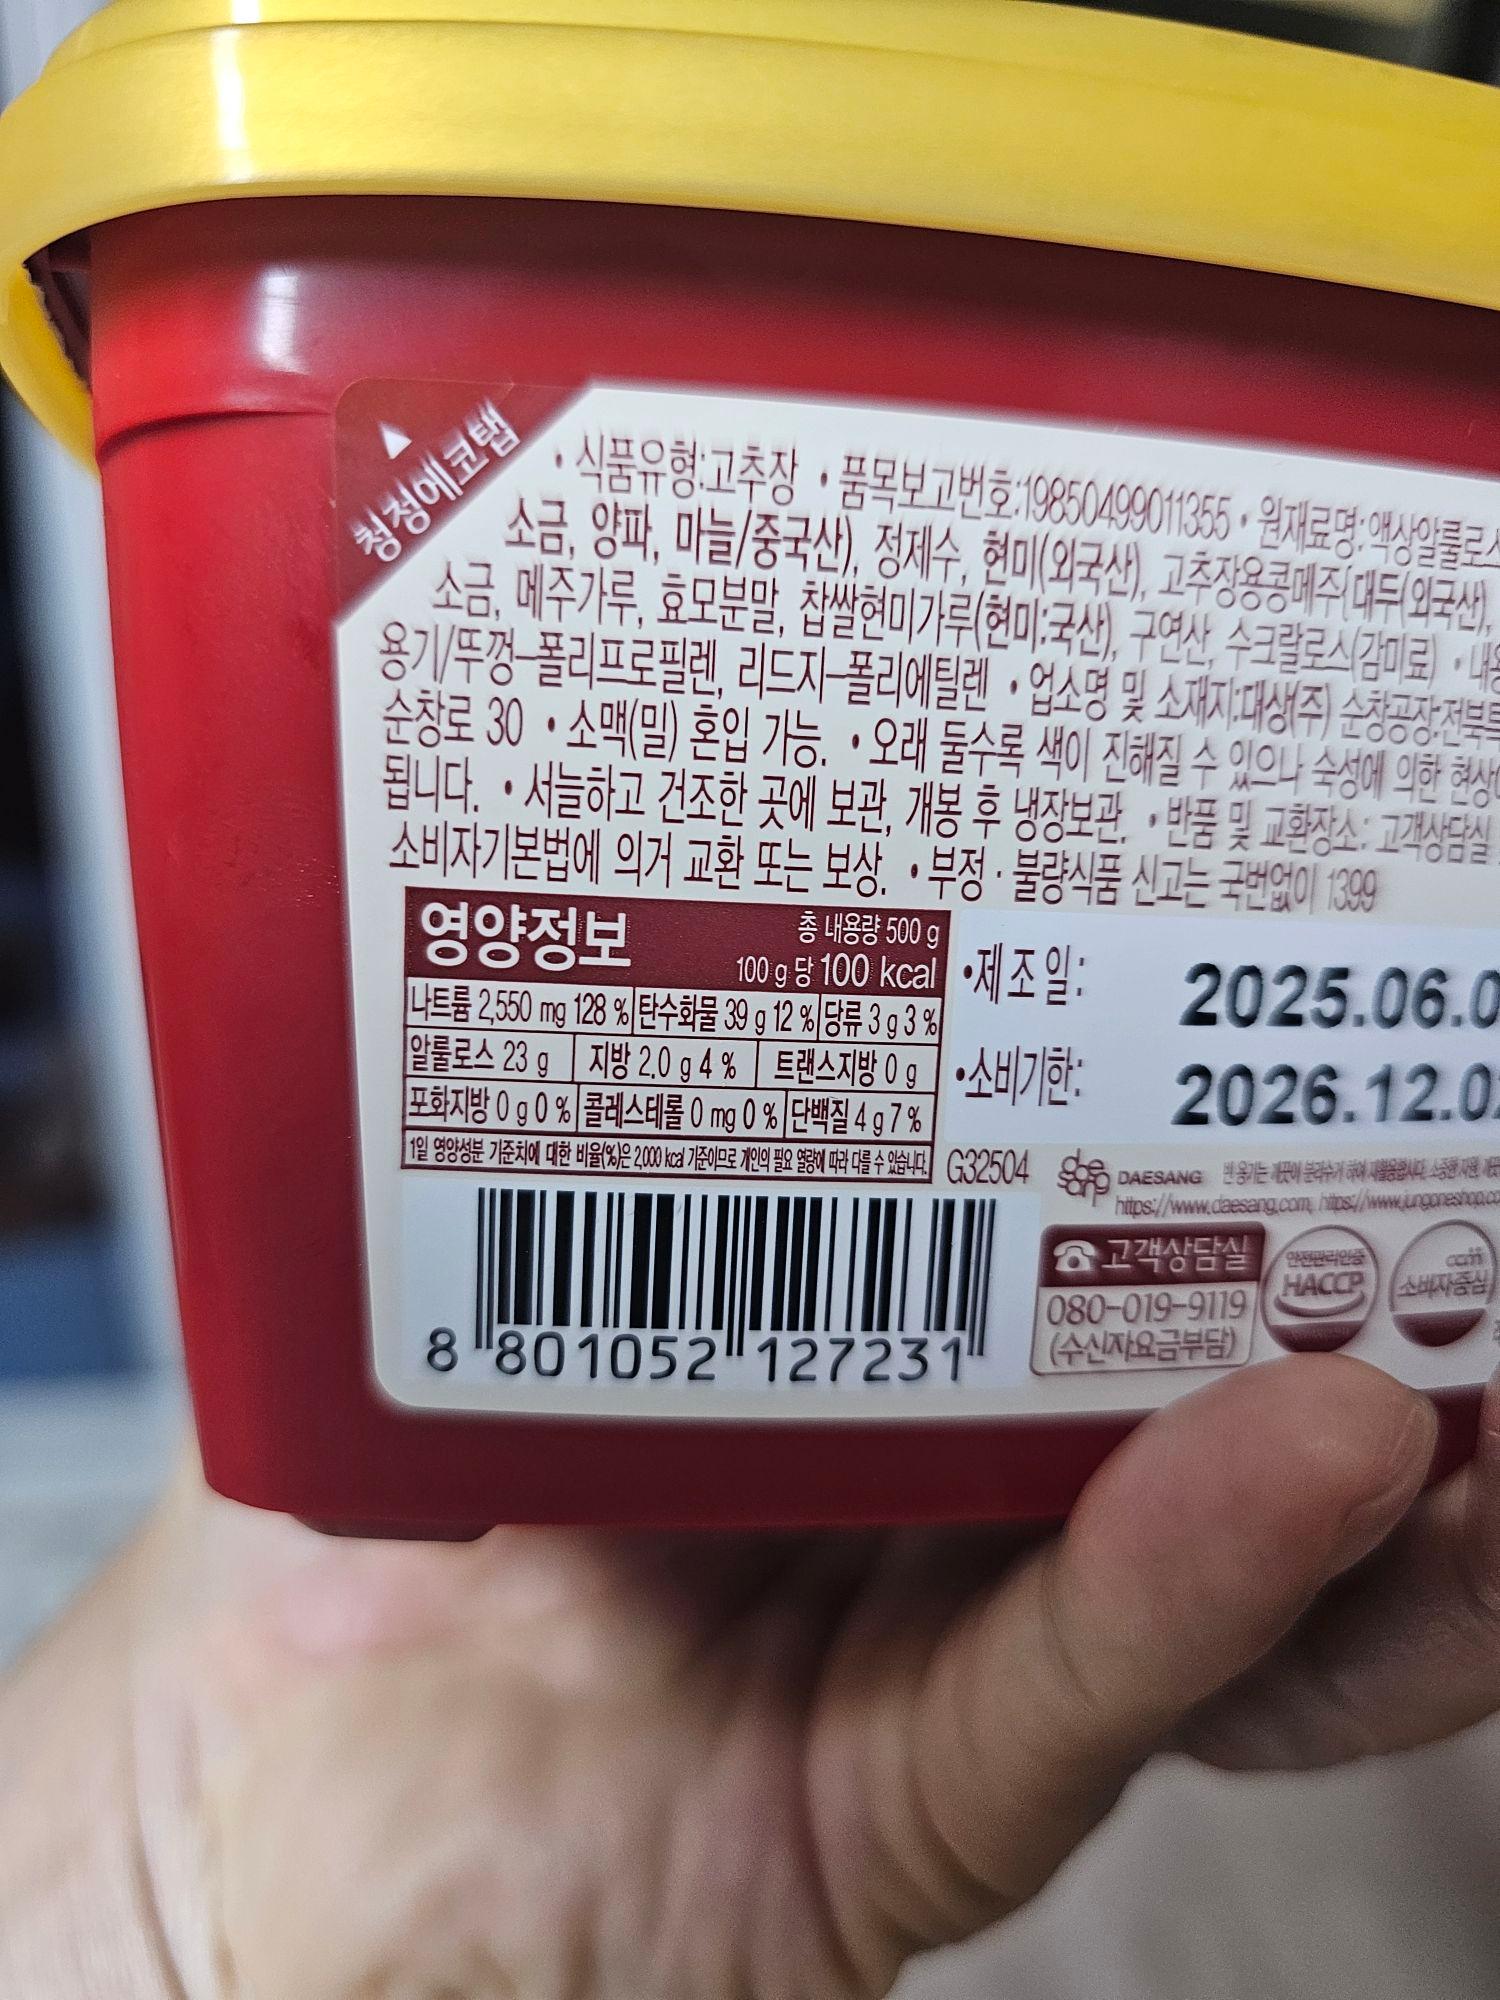 청정에코탭
• 식품유형:고추장 • 품목보고번호:19850499011355 • 원재료명: 액상알룰로스
소금, 양파, 마늘/중국산), 정제수, 현미(외국산), 고추장용콩메주{대두(외국산),
소금, 메주가루, 효모분말, 찹쌀현미가루(현미:국산), 구연산, 수크랄로스(감미료) •
용기/뚜껑–폴리프로필렌, 리드지–폴리에틸렌 • 업소명 및 소재지:대상(주) 순창공장:전북특
순창로 30 • 소맥(밀) 혼입 가능. • 오래 둘수록 색이 진해질 수 있으나 숙성에 의한 현상
됩니다. • 서늘하고 건조한 곳에 보관, 개봉 후 냉장보관. • 반품 및 교환장소: 고객상담실
소비자기본법에 의거 교환 또는 보상. • 부정 · 불량식품 신고는 국번없이 1399
영양정보
총 내용량 500 g
100 g 당 100 kcal
나트륨 2,550 mg 128 % 탄수화물 39 g 12 % 당류 3 g 3 %
알룰로스 23 g 지방 2.0 g 4 % 트랜스지방 0 g
포화지방 0 g 0 % 콜레스테롤 0 mg 0 % 단백질 4 g 7 %
1일 영양성분 기준치에 대한 비율(%)은 2,000 kcal 기준이므로 개인의 필요 열량에 따라 다를 수 있습니다.
•제조일: 2025.06.0
•소비기한: 2026.12.0
G32504
DAESANG
https://www.daesang.com, https://www.jungoneshop.co
☎고객상담실
080-019-9119
(수신자요금부담)
안전관리인증
HACCP
ccm
소비자중심
8 801052 127231